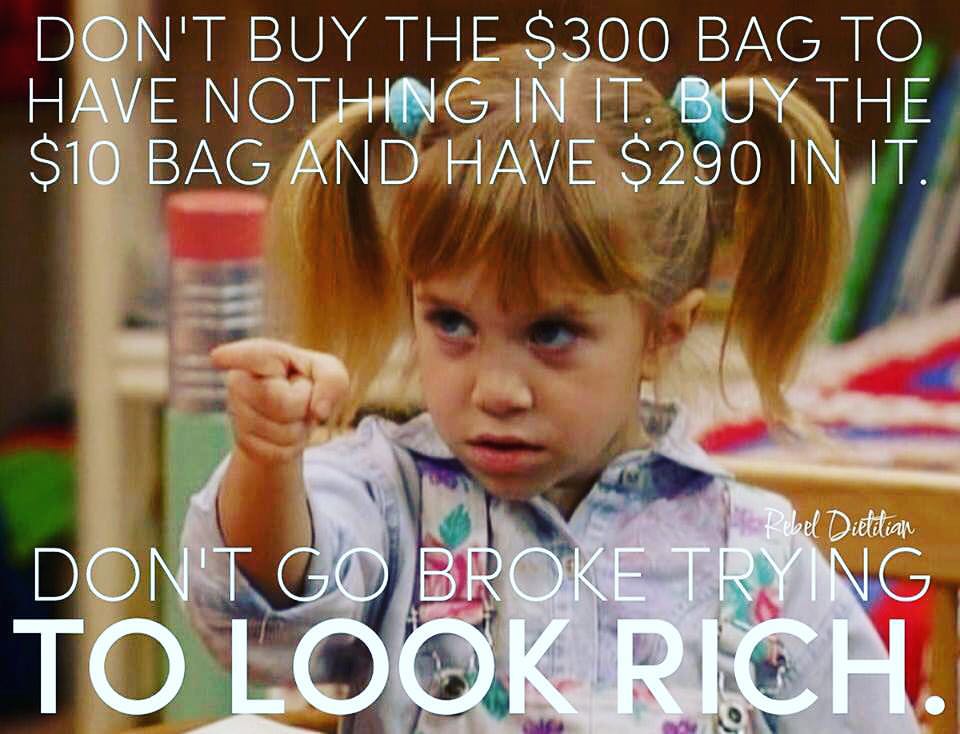 DON'T BUY THE $300 BAG TO
HAVE NOTHING IN IT. BUY THE
$10 BAG AND HAVE $290 IN IT.
Rebel Dietitian
DON'T GO BROKE TRYING
TO LOOK RICH.